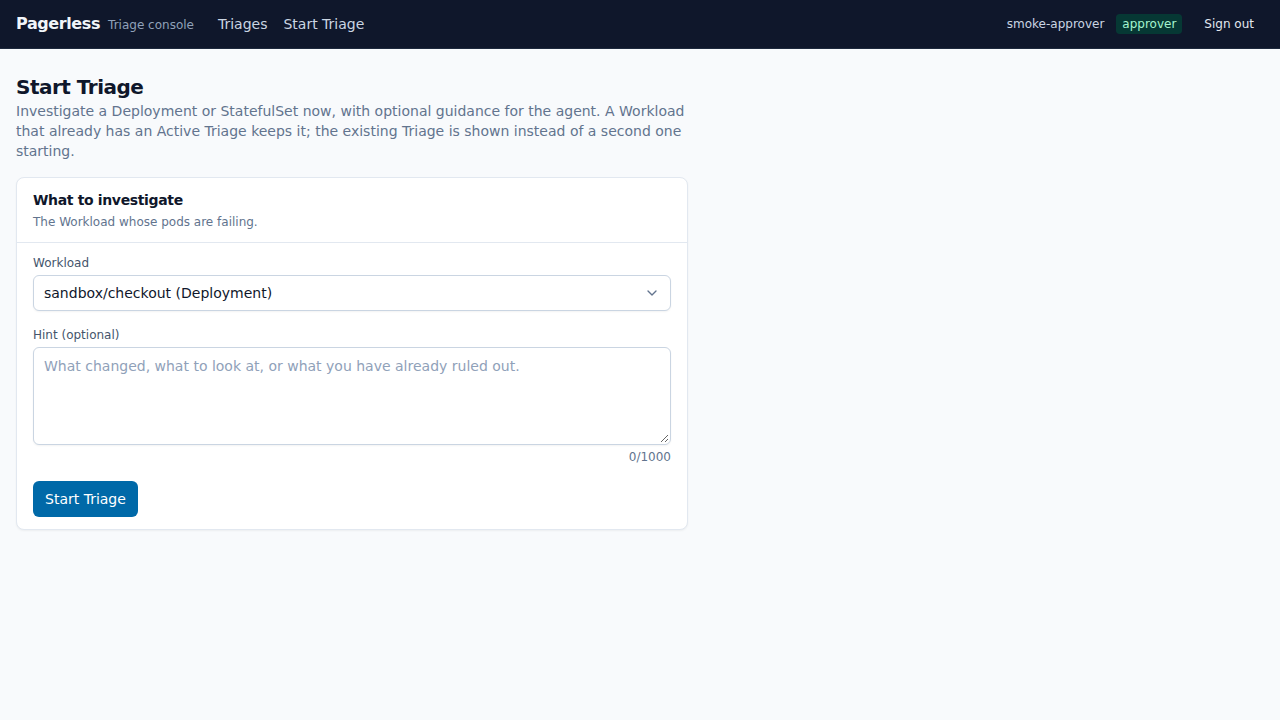 Pagerless Triage console Triages Start Triage smoke-approver approver Sign out
Start Triage
Investigate a Deployment or StatefulSet now, with optional guidance for the agent. A Workload
that already has an Active Triage keeps it; the existing Triage is shown instead of a second one
starting.
What to investigate
The Workload whose pods are failing.
Workload
sandbox/checkout (Deployment)
Hint (optional)
What changed, what to look at, or what you have already ruled out.
0/1000
Start Triage